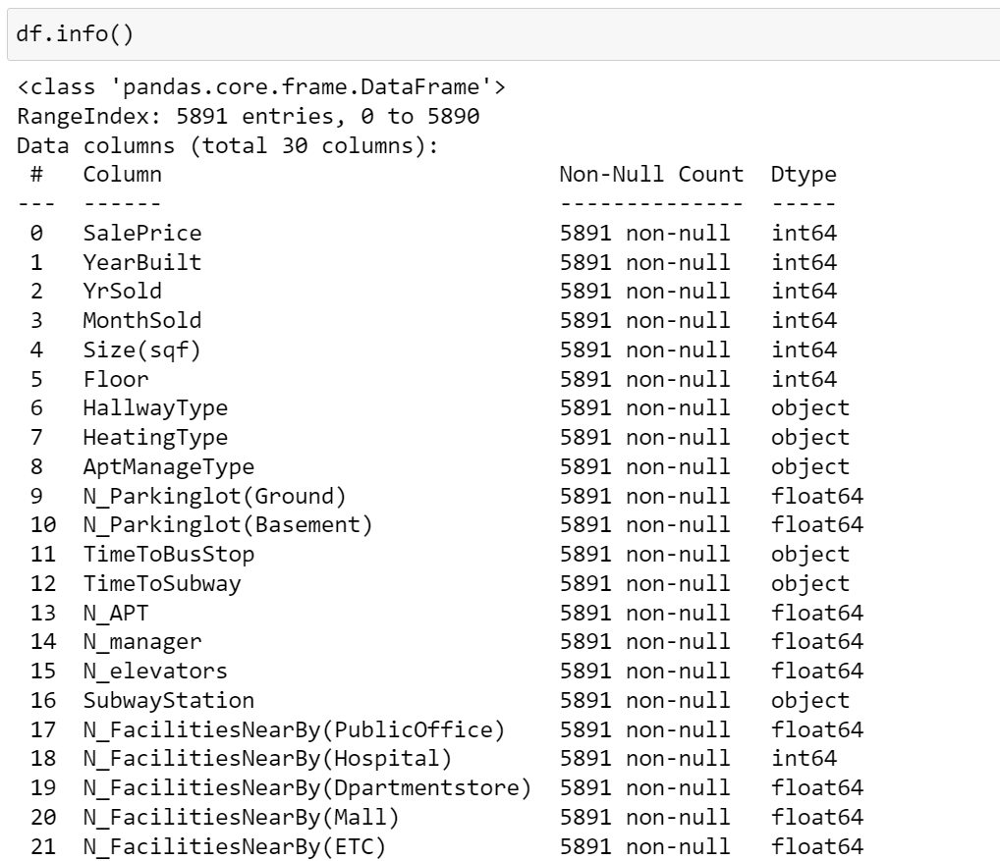 df.info()
<class 'pandas.core.frame.DataFrame'>
RangeIndex: 5891 entries, 0 to 5890
Data columns (total 30 columns):
 #   Column                              Non-Null Count  Dtype
---  ------                              --------------  -----
 0   SalePrice                           5891 non-null   int64
 1   YearBuilt                           5891 non-null   int64
 2   YrSold                              5891 non-null   int64
 3   MonthSold                           5891 non-null   int64
 4   Size(sqf)                           5891 non-null   int64
 5   Floor                               5891 non-null   int64
 6   HallwayType                         5891 non-null   object
 7   HeatingType                         5891 non-null   object
 8   AptManageType                       5891 non-null   object
 9   N_Parkinglot(Ground)                5891 non-null   float64
 10  N_Parkinglot(Basement)              5891 non-null   float64
 11  TimeToBusStop                       5891 non-null   object
 12  TimeToSubway                        5891 non-null   object
 13  N_APT                               5891 non-null   float64
 14  N_manager                           5891 non-null   float64
 15  N_elevators                         5891 non-null   float64
 16  SubwayStation                       5891 non-null   object
 17  N_FacilitiesNearBy(PublicOffice)    5891 non-null   float64
 18  N_FacilitiesNearBy(Hospital)        5891 non-null   int64
 19  N_FacilitiesNearBy(Dpartmentstore)  5891 non-null   float64
 20  N_FacilitiesNearBy(Mall)            5891 non-null   float64
 21  N_FacilitiesNearBy(ETC)             5891 non-null   float64